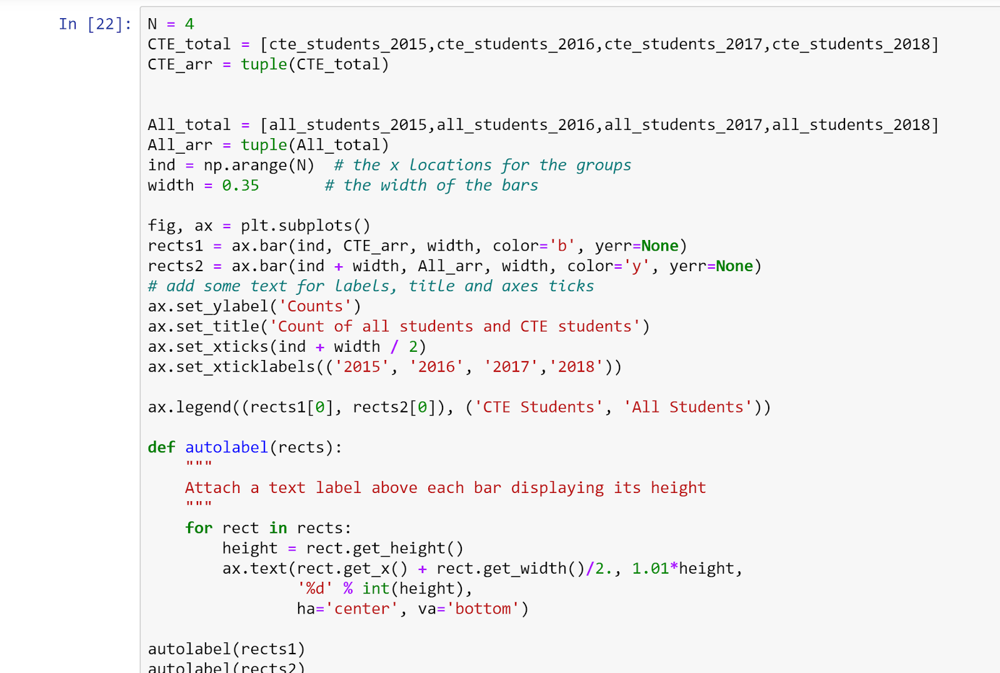 In [22]: N = 4
CTE_total = [cte_students_2015,cte_students_2016,cte_students_2017,cte_students_2018]
CTE_arr = tuple(CTE_total)
All_total = [all_students_2015,all_students_2016,all_students_2017,all_students_2018]
All_arr = tuple(All_total)
ind = np.arange(N)  # the x locations for the groups
width = 0.35       # the width of the bars
fig, ax = plt.subplots()
rects1 = ax.bar(ind, CTE_arr, width, color='b', yerr=None)
rects2 = ax.bar(ind + width, All_arr, width, color='y', yerr=None)
# add some text for labels, title and axes ticks
ax.set_ylabel('Counts')
ax.set_title('Count of all students and CTE students')
ax.set_xticks(ind + width / 2)
ax.set_xticklabels(('2015', '2016', '2017','2018'))
ax.legend((rects1[0], rects2[0]), ('CTE Students', 'All Students'))
def autolabel(rects):
    """
    Attach a text label above each bar displaying its height
    """
    for rect in rects:
        height = rect.get_height()
        ax.text(rect.get_x() + rect.get_width()/2., 1.01*height,
                '%d' % int(height),
                ha='center', va='bottom')
autolabel(rects1)
autolabel(rects2)